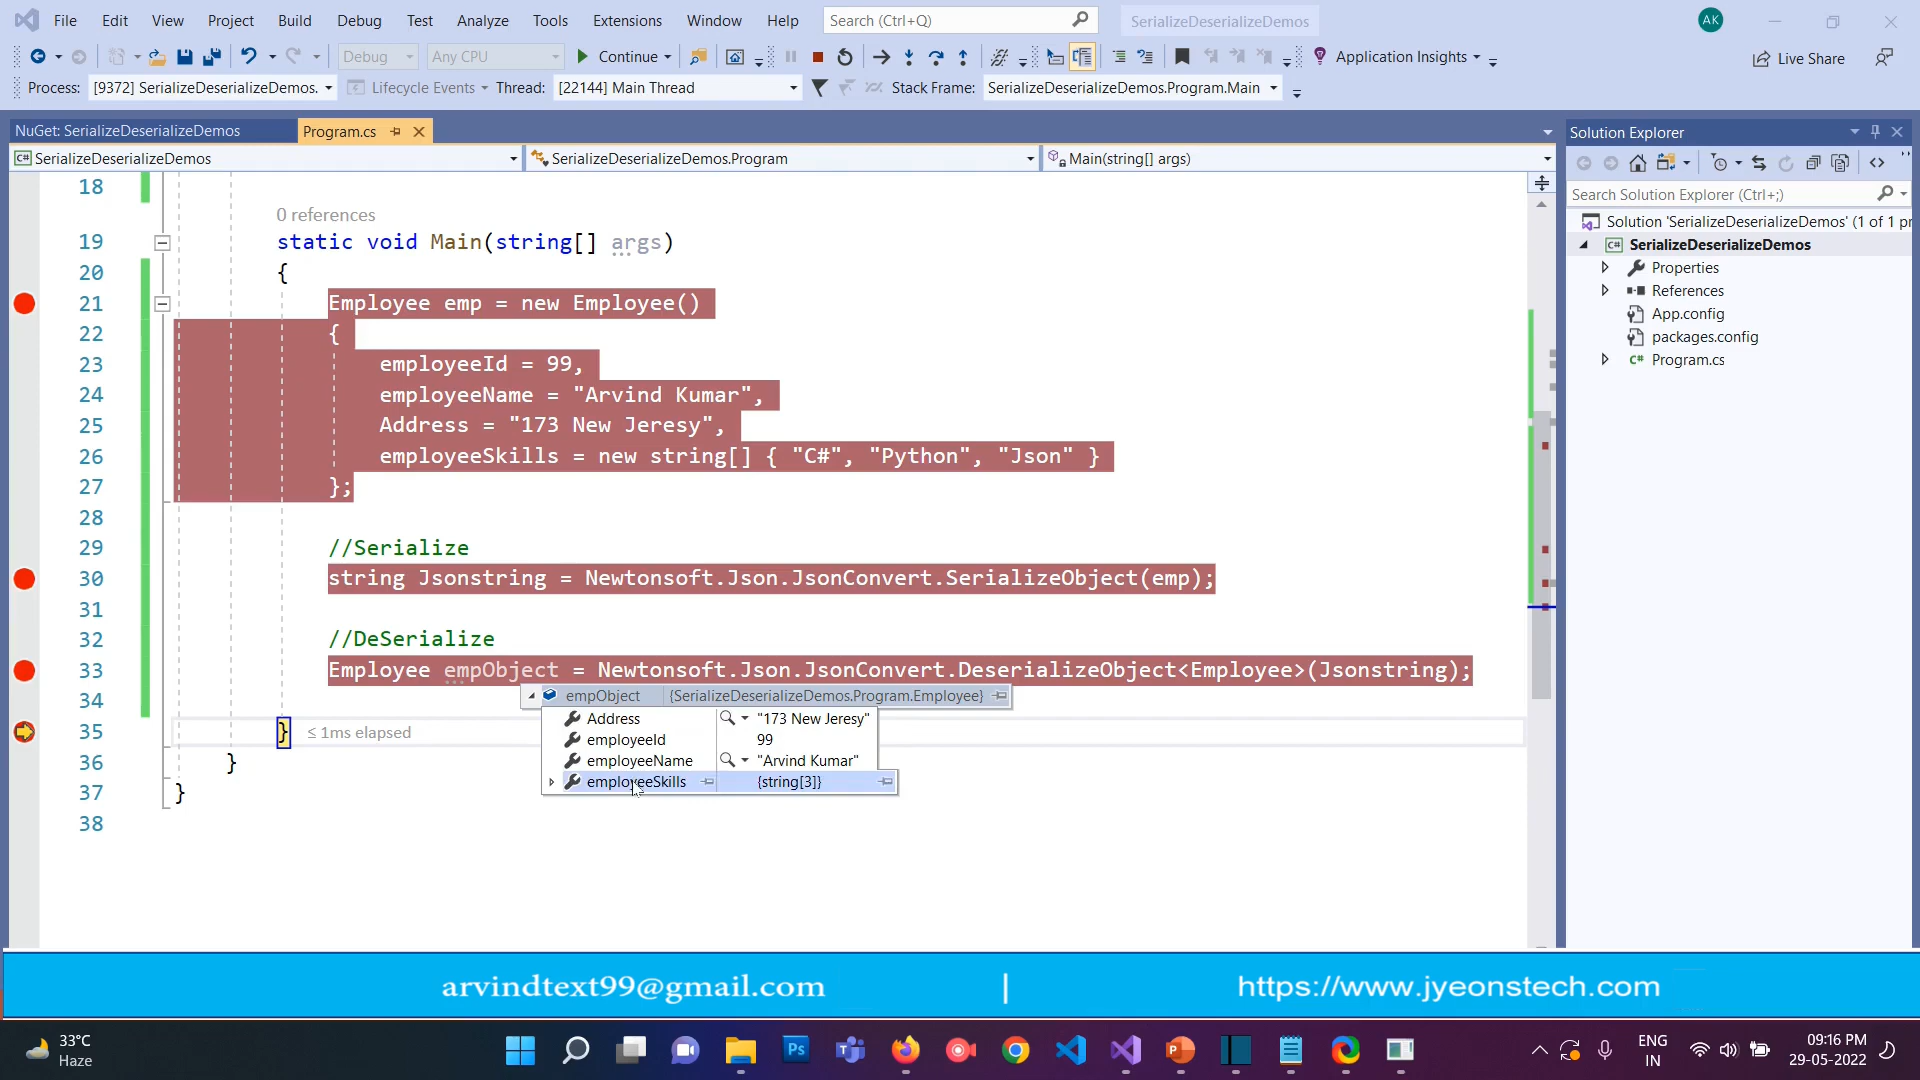 File Edit View Project Build Debug Test Analyze Tools Extensions Window Help Search (Ctrl+Q) SerializeDeserializeDemos AK
Debug Any CPU Continue Application Insights Live Share
Process: [9372] SerializeDeserializeDemos. Lifecycle Events Thread: [22144] Main Thread Stack Frame: SerializeDeserializeDemos.Program.Main
NuGet: SerializeDeserializeDemos Program.cs
SerializeDeserializeDemos SerializeDeserializeDemos.Program Main(string[] args)
18
0 references
19 static void Main(string[] args)
20 {
21 Employee emp = new Employee()
22 {
23 employeeId = 99,
24 employeeName = "Arvind Kumar",
25 Address = "173 New Jeresy",
26 employeeSkills = new string[] { "C#", "Python", "Json" }
27 };
28
29 //Serialize
30 string Jsonstring = Newtonsoft.Json.JsonConvert.SerializeObject(emp);
31
32 //DeSerialize
33 Employee empObject = Newtonsoft.Json.JsonConvert.DeserializeObject<Employee>(Jsonstring);
empObject {SerializeDeserializeDemos.Program.Employee}
34
Address "173 New Jeresy"
35 } ≤ 1ms elapsed
employeeId 99
employeeName "Arvind Kumar"
36 }
employeeSkills {string[3]}
37 }
38
Solution Explorer
Search Solution Explorer (Ctrl+;)
Solution 'SerializeDeserializeDemos' (1 of 1 pr
SerializeDeserializeDemos
Properties
References
App.config
packages.config
Program.cs
arvindtext99@gmail.com | https://www.jyeonstech.com
33°C
Haze
Ps
ENG
IN
09:16 PM
29-05-2022